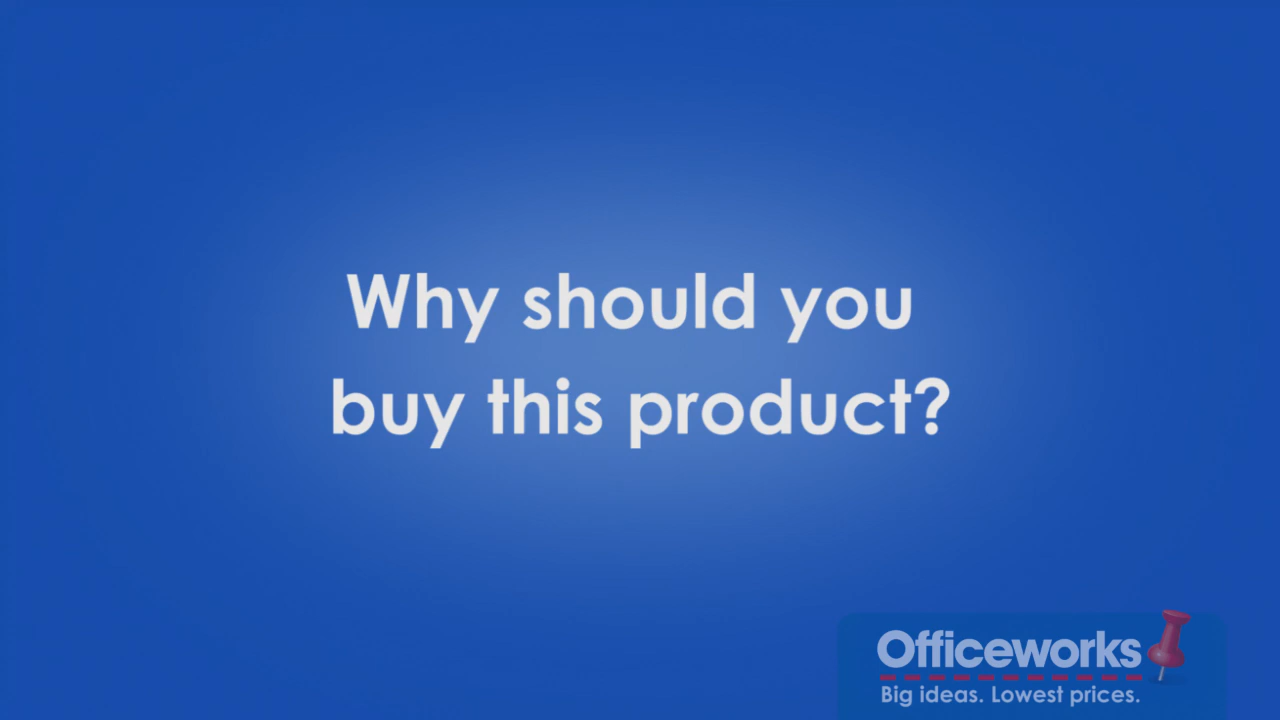 Why should you
buy this product?
Officeworks
Big ideas. Lowest prices.